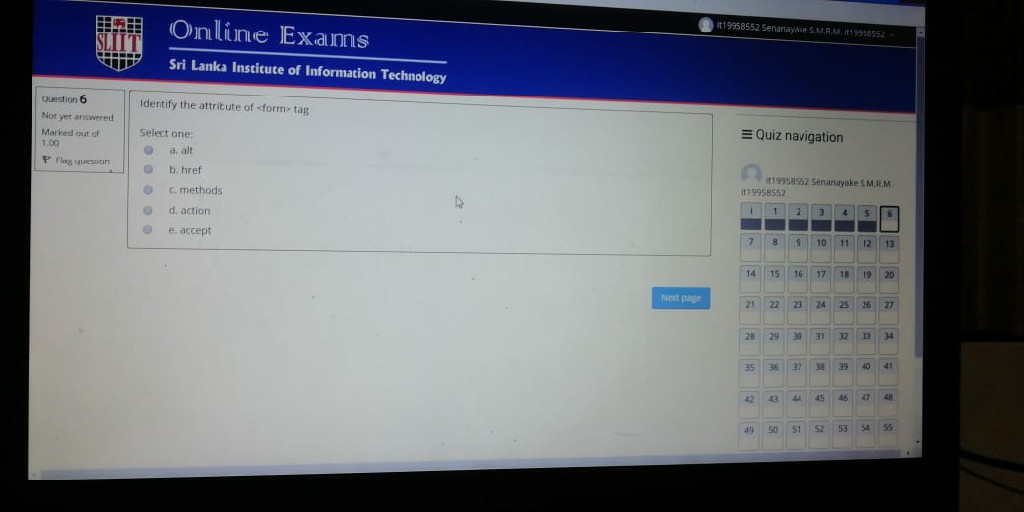 SLIIT
Online Exams
Sri Lanka Institute of Information Technology
it19958552 Senanayake S.M.R.M. it19958552
Question 6
Not yet answered
Marked out of
1.00
Flag question
Identify the attribute of <form> tag
Select one:
a. alt
b. href
c. methods
d. action
e. accept
Next page
Quiz navigation
it19958552 Senanayake S.M.R.M.
it19958552
i 1 2 3 4 5 6
7 8 9 10 11 12 13
14 15 16 17 18 19 20
21 22 23 24 25 26 27
28 29 30 31 32 33 34
35 36 37 38 39 40 41
42 43 44 45 46 47 48
49 50 51 52 53 54 55